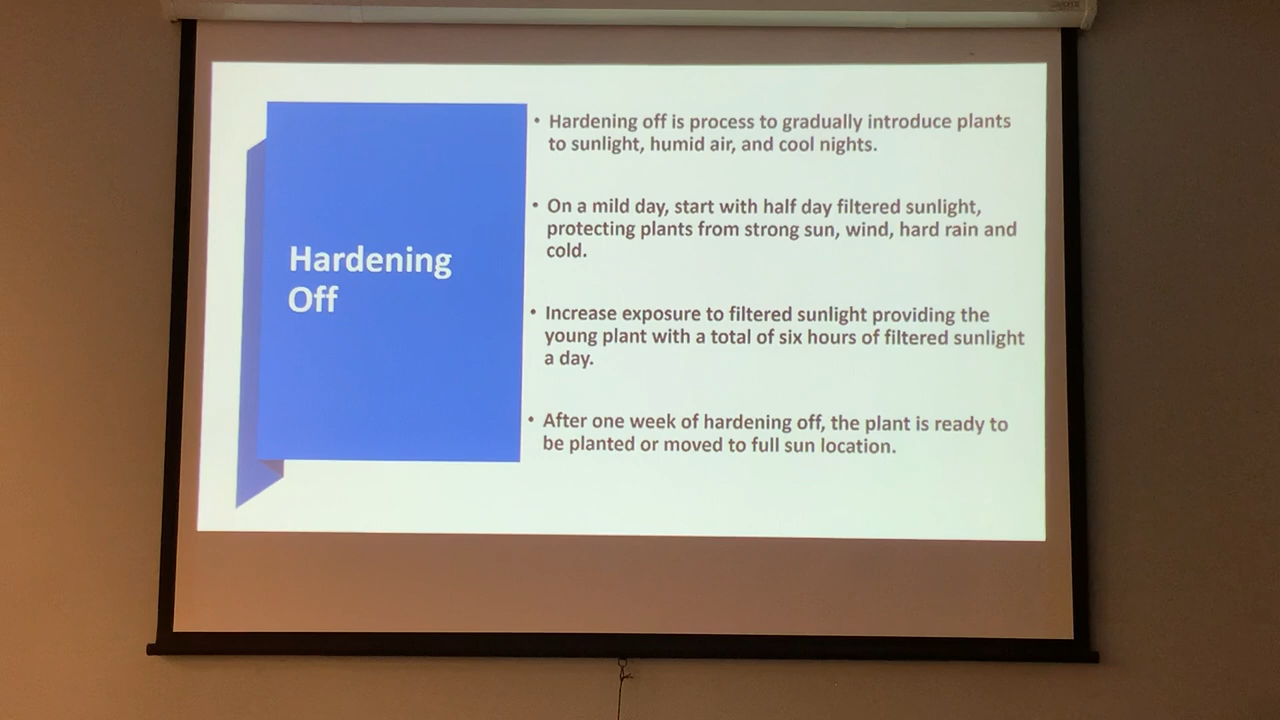 Hardening
Off
• Hardening off is process to gradually introduce plants
to sunlight, humid air, and cool nights.
• On a mild day, start with half day filtered sunlight,
protecting plants from strong sun, wind, hard rain and
cold.
• Increase exposure to filtered sunlight providing the
young plant with a total of six hours of filtered sunlight
a day.
• After one week of hardening off, the plant is ready to
be planted or moved to full sun location.